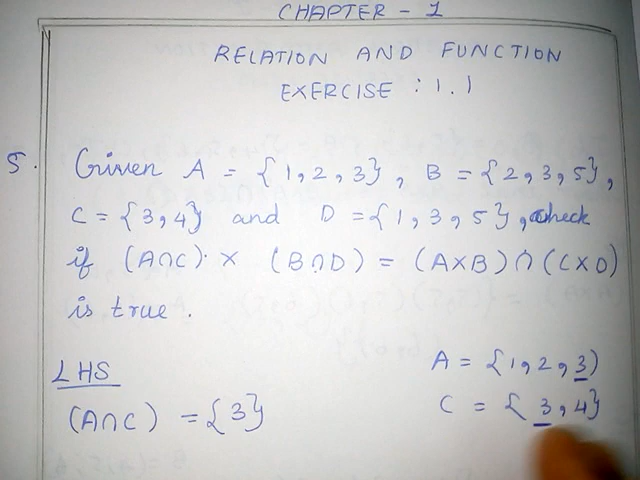 CHAPTER - 1
RELATION AND FUNCTION
EXERCISE : 1.1
5. Given A = {1, 2, 3}, B = {2, 3, 5},
C = {3, 4} and D = {1, 3, 5}, check
if (A∩C) × (B∩D) = (A×B) ∩ (C×D)
is true.
LHS
A = {1, 2, 3)
(A∩C) = {3}
C = {3, 4}